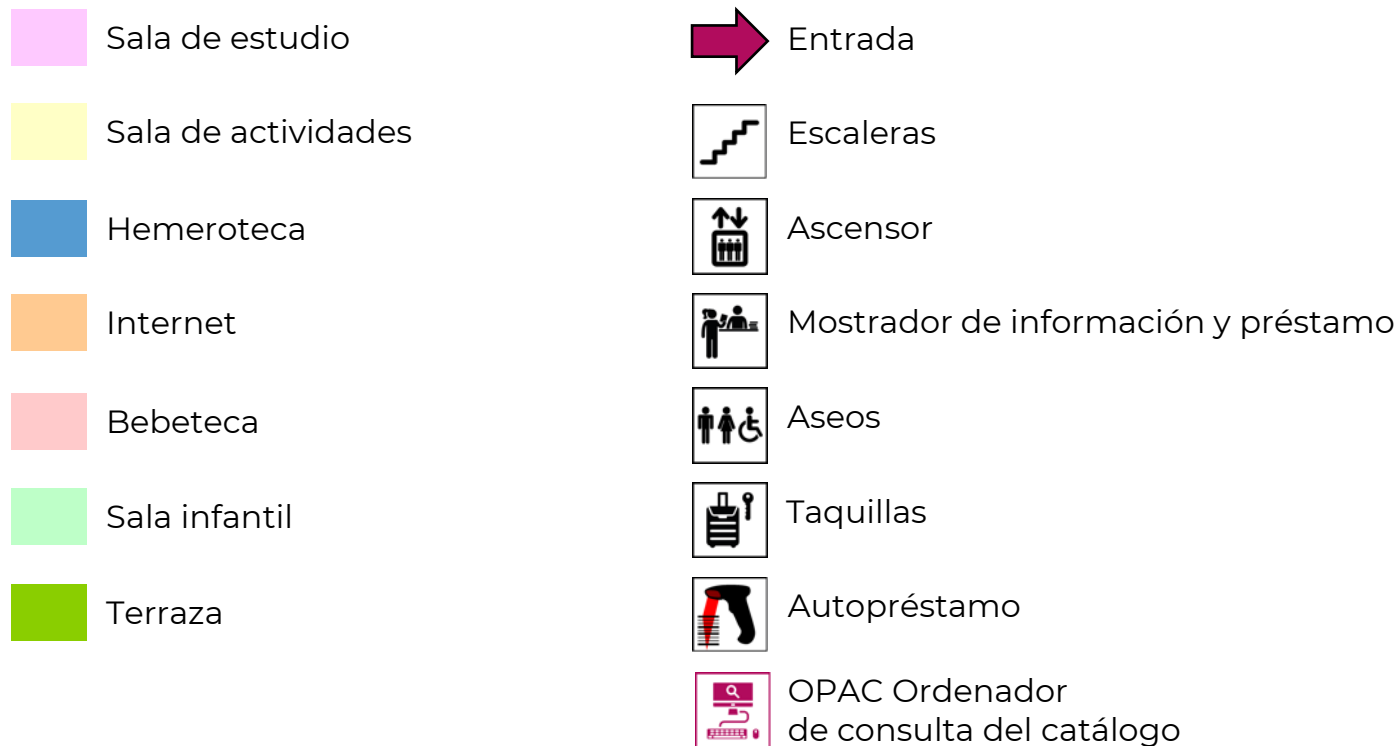 Sala de estudio
Sala de actividades
Hemeroteca
Internet
Bebeteca
Sala infantil
Terraza
Entrada
Escaleras
Ascensor
Mostrador de información y préstamo
Aseos
Taquillas
Autopréstamo
OPAC Ordenador
de consulta del catálogo